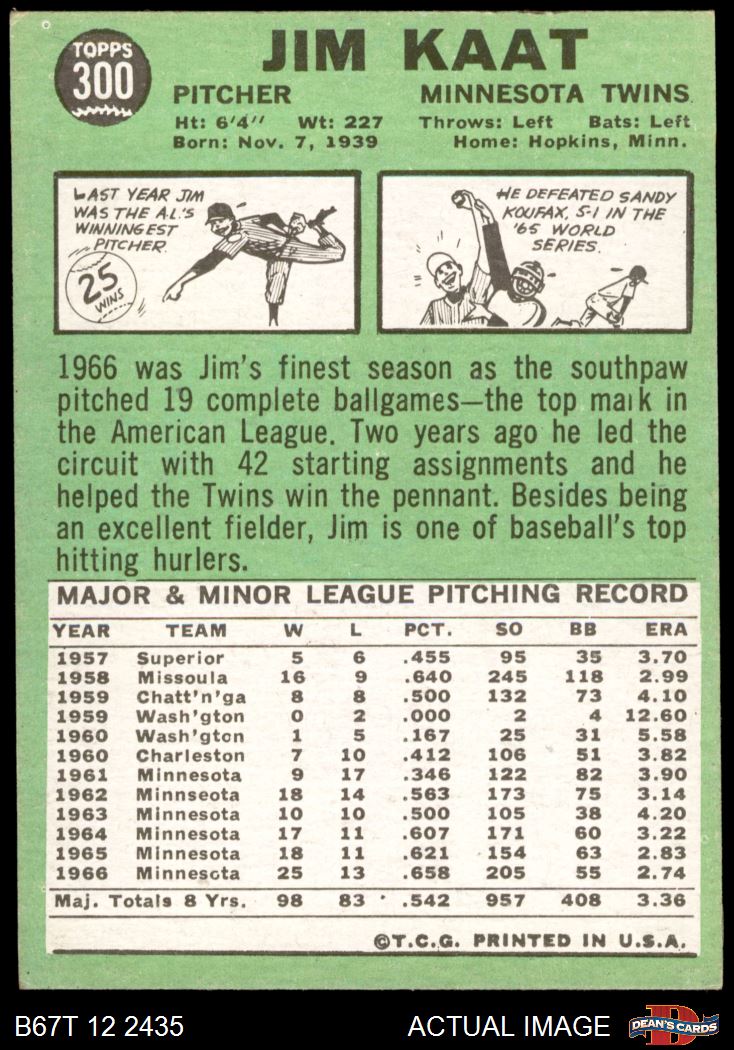 TOPPS
300
JIM KAAT
PITCHER MINNESOTA TWINS
Ht: 6'4'' Wt: 227 Throws: Left Bats: Left
Born: Nov. 7, 1939 Home: Hopkins, Minn.
LAST YEAR JIM
WAS THE A.L.'S
WINNINGEST
PITCHER.
25
WINS
HE DEFEATED SANDY
KOUFAX, 5-1 IN THE
'65 WORLD
SERIES.
1966 was Jim's finest season as the southpaw
pitched 19 complete ballgames—the top mark in
the American League. Two years ago he led the
circuit with 42 starting assignments and he
helped the Twins win the pennant. Besides being
an excellent fielder, Jim is one of baseball's top
hitting hurlers.
MAJOR & MINOR LEAGUE PITCHING RECORD
YEAR TEAM W L PCT. SO BB ERA
1957 Superior 5 6 .455 95 35 3.70
1958 Missoula 16 9 .640 245 118 2.99
1959 Chatt'n'ga 8 8 .500 132 73 4.10
1959 Wash'gton 0 2 .000 2 4 12.60
1960 Wash'gton 1 5 .167 25 31 5.58
1960 Charleston 7 10 .412 106 51 3.82
1961 Minnesota 9 17 .346 122 82 3.90
1962 Minnseota 18 14 .563 173 75 3.14
1963 Minnesota 10 10 .500 105 38 4.20
1964 Minnesota 17 11 .607 171 60 3.22
1965 Minnesota 18 11 .621 154 63 2.83
1966 Minnesota 25 13 .658 205 55 2.74
Maj. Totals 8 Yrs. 98 83 .542 957 408 3.36
©T.C.G. PRINTED IN U.S.A.
B67T 12 2435 ACTUAL IMAGE DEAN'S CARDS